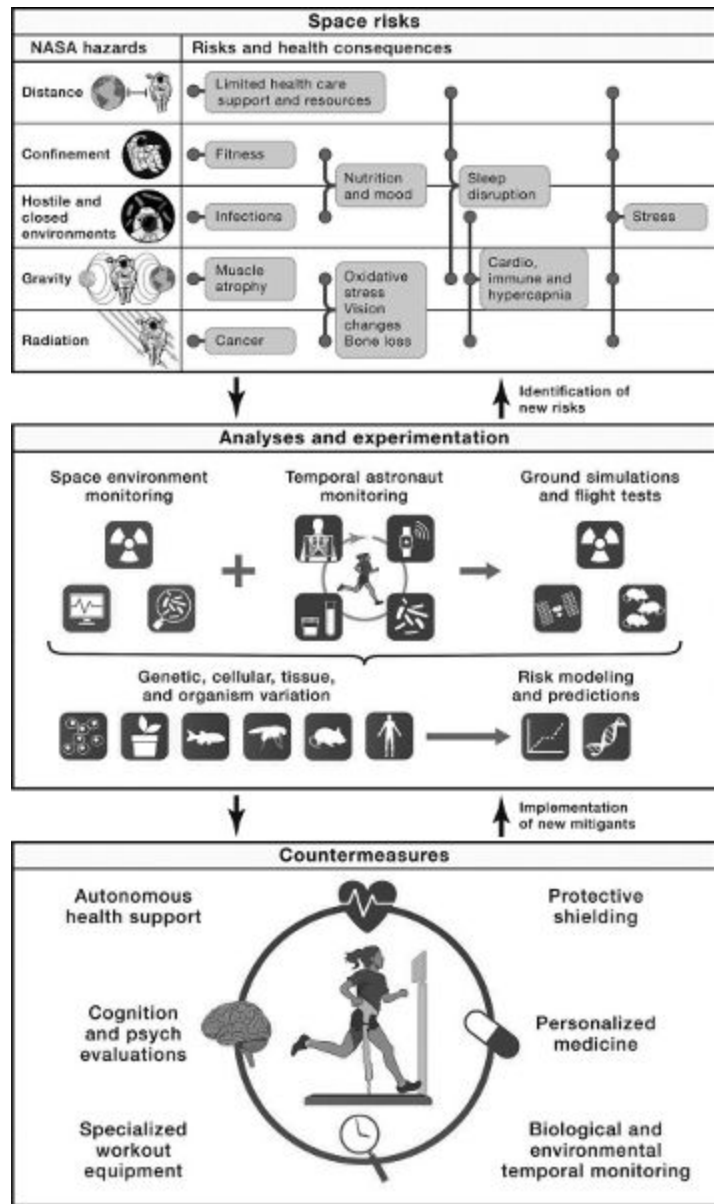 Space risks
NASA hazards
Risks and health consequences
Distance
Limited health care
support and resources
Confinement
Fitness
Nutrition
and mood
Sleep
disruption
Hostile and
closed environments
Infections
Stress
Gravity
Muscle
atrophy
Oxidative
stress
Vision
changes
Bone loss
Cardio,
immune and
hypercapnia
Radiation
Cancer
Identification of
new risks
Analyses and experimentation
Space environment
monitoring
Temporal astronaut
monitoring
Ground simulations
and flight tests
Genetic, cellular, tissue,
and organism variation
Risk modeling
and predictions
Implementation
of new mitigants
Countermeasures
Autonomous
health support
Protective
shielding
Cognition
and psych
evaluations
Personalized
medicine
Specialized
workout
equipment
Biological and
environmental
temporal monitoring